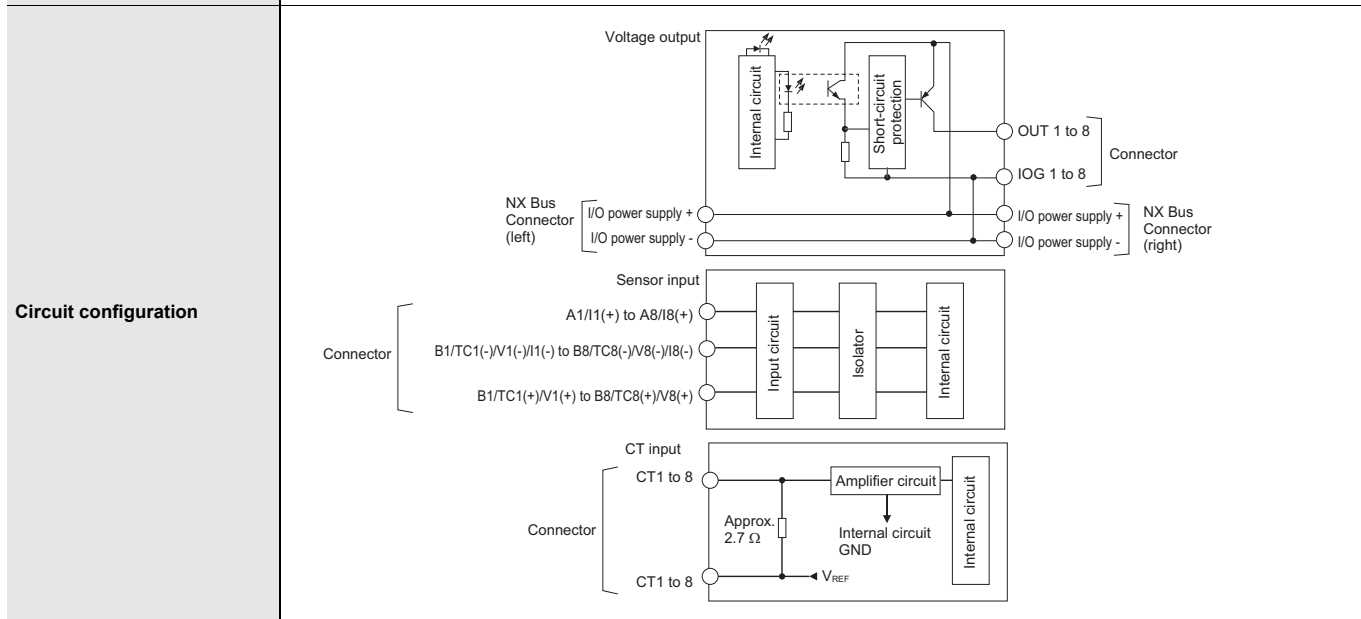 Circuit configuration
Voltage output
Internal circuit
Short-circuit
protection
OUT 1 to 8
IOG 1 to 8
Connector
NX Bus
Connector
(left)
I/O power supply +
I/O power supply -
I/O power supply +
I/O power supply -
NX Bus
Connector
(right)
Sensor input
Connector
A1/I1(+) to A8/I8(+)
B1/TC1(-)/V1(-)/I1(-) to B8/TC8(-)/V8(-)/I8(-)
B1/TC1(+)/V1(+) to B8/TC8(+)/V8(+)
Input circuit
Isolator
Internal circuit
CT input
Connector
CT1 to 8
CT1 to 8
Approx.
2.7 Ω
Amplifier circuit
Internal circuit
GND
VREF
Internal circuit